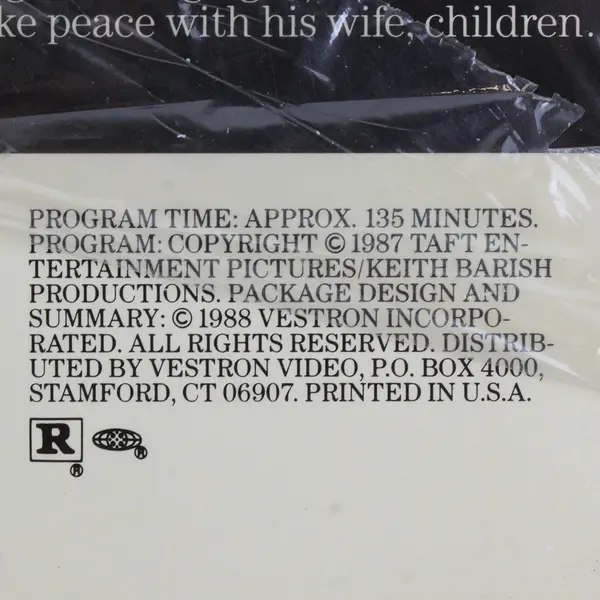 ke peace with his wife, children.
PROGRAM TIME: APPROX. 135 MINUTES.
PROGRAM: COPYRIGHT © 1987 TAFT EN-
TERTAINMENT PICTURES/KEITH BARISH
PRODUCTIONS. PACKAGE DESIGN AND
SUMMARY: © 1988 VESTRON INCORPO-
RATED. ALL RIGHTS RESERVED. DISTRIB-
UTED BY VESTRON VIDEO, P.O. BOX 4000,
STAMFORD, CT 06907. PRINTED IN U.S.A.
R ® ®